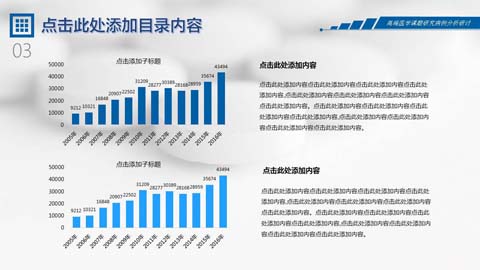 点击此处添加目录内容
高端医学课题研究病例分析研讨
03
点击添加子标题
50000
40000
30000
20000
10000
0
9212 10321 16848 20907 22502 31209 28277 30389 28168 28959 35674 43494
2005年 2006年 2007年 2008年 2009年 2010年 2011年 2012年 2013年 2014年 2015年 2016年
点击此处添加内容
点击此处添加内容点击此处添加内容点击此处添加内容点击此处添
加内容,点击此处添加内容点击此处添加内容点击此处添加内容点
击此处添加内容。点击此处添加内容点击此处添加内容点击此
处添加内容点击此处添加内容,点击此处添加内容点击此处添加内
容点击此处添加内容点击此处添加内容。
点击添加子标题
50000
40000
30000
20000
10000
0
9212 10321 16848 20907 22502 31209 28277 30389 28168 28959 35674 43494
2005年 2006年 2007年 2008年 2009年 2010年 2011年 2012年 2013年 2014年 2015年 2016年
点击此处添加内容
点击此处添加内容点击此处添加内容点击此处添加内容点击此处
添加内容,点击此处添加内容点击此处添加内容点击此处添加内
容点击此处添加内容。点击此处添加内容点击此处添加内容点击
此处添加内容点击此处添加内容,点击此处添加内容点击此处添
加内容点击此处添加内容点击此处添加内容。